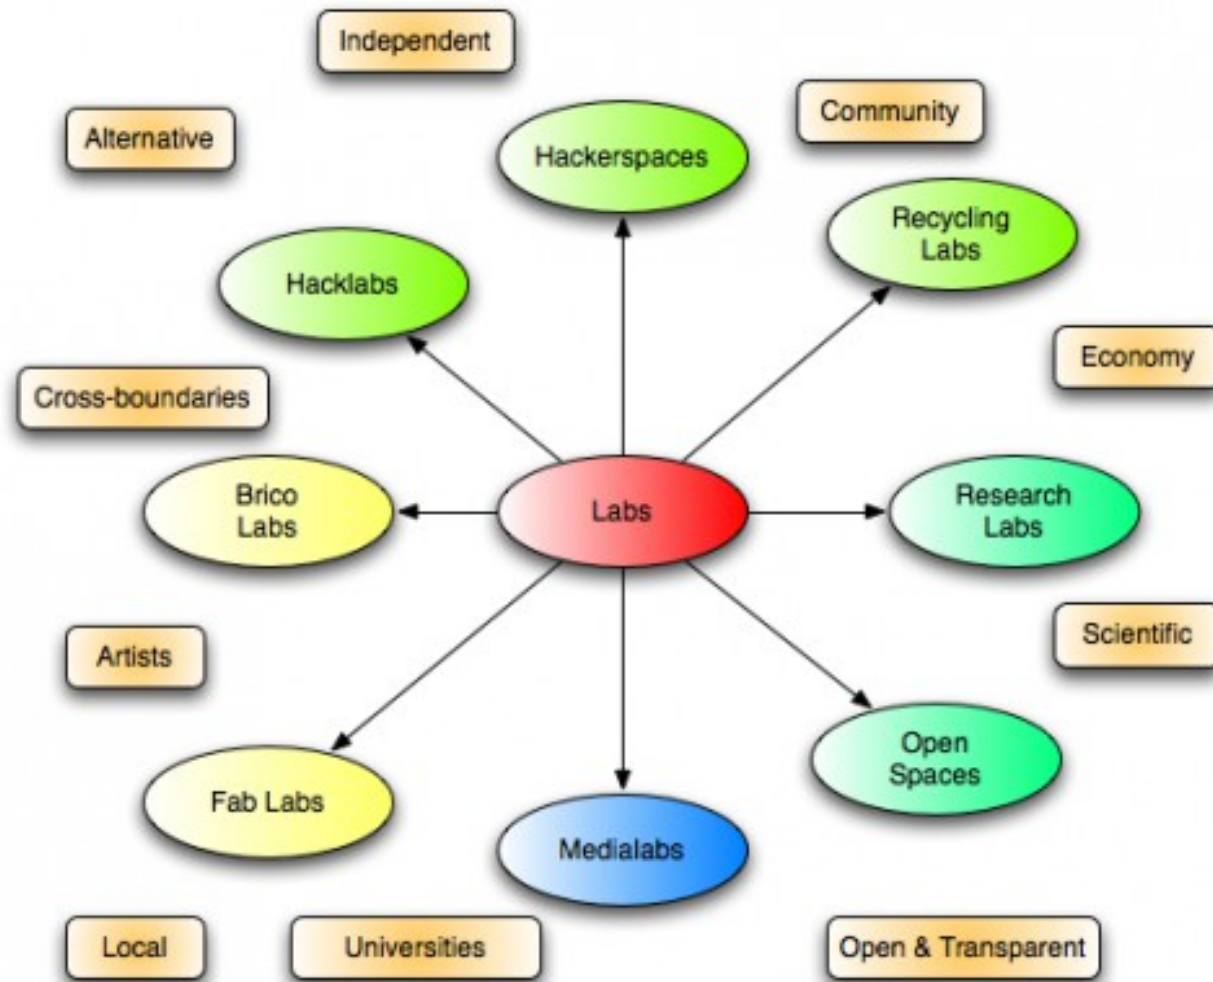 Independent
Community
Alternative
Hackerspaces
Recycling
Labs
Hacklabs
Economy
Cross-boundaries
Brico
Labs
Labs
Research
Labs
Artists
Scientific
Open
Spaces
Fab Labs
Medialabs
Local
Universities
Open & Transparent